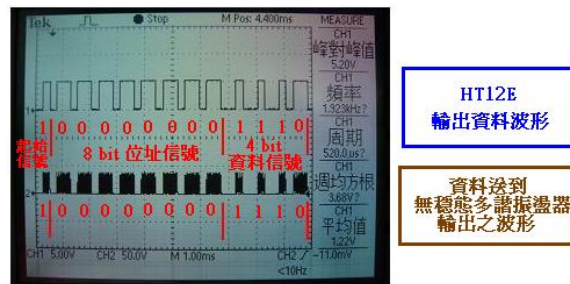 Tek Stop M Pos: 4.400ms MEASURE
CH1
峰對峰值
5.20V
CH1
頻率
1.923kHz?
CH1
周期
520.0us?
CH1
週均方根
3.68V?
CH1
平均值
1.22V
1 0 0 0 0 0 0 0 0 1 1 1 0
起始信號
8 bit 位址信號
4 bit 資料信號
1 0 0 0 0 0 0 0 0 1 1 1 0
CH1 5.00V CH2 50.0V M 1.00ms CH2 -11.0mV
<10Hz
HT12E
輸出資料波形
資料送到
無穩態多諧振盪器
輸出之波形